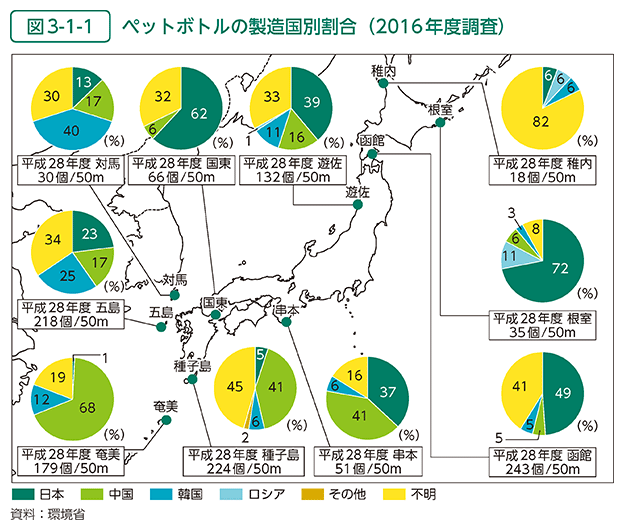 図3-1-1 ペットボトルの製造国別割合（2016年度調査）
30 13 17 40 (%)
平成28年度 対馬
30個/50m
32 62 6 (%)
平成28年度 国東
66個/50m
33 39 1 11 16 (%)
平成28年度 遊佐
132個/50m
稚内
根室
函館
遊佐
6 6 6 82 (%)
平成28年度 稚内
18個/50m
34 23 17 25 (%)
平成28年度 五島
218個/50m
対馬
五島
国東
串本
種子島
奄美
3 8 6 11 72 (%)
平成28年度 根室
35個/50m
1 19 12 68 (%)
平成28年度 奄美
179個/50m
5 45 41 2 6 (%)
平成28年度 種子島
224個/50m
16 6 37 41 (%)
平成28年度 串本
51個/50m
41 49 5 5 (%)
平成28年度 函館
243個/50m
日本 中国 韓国 ロシア その他 不明
資料：環境省